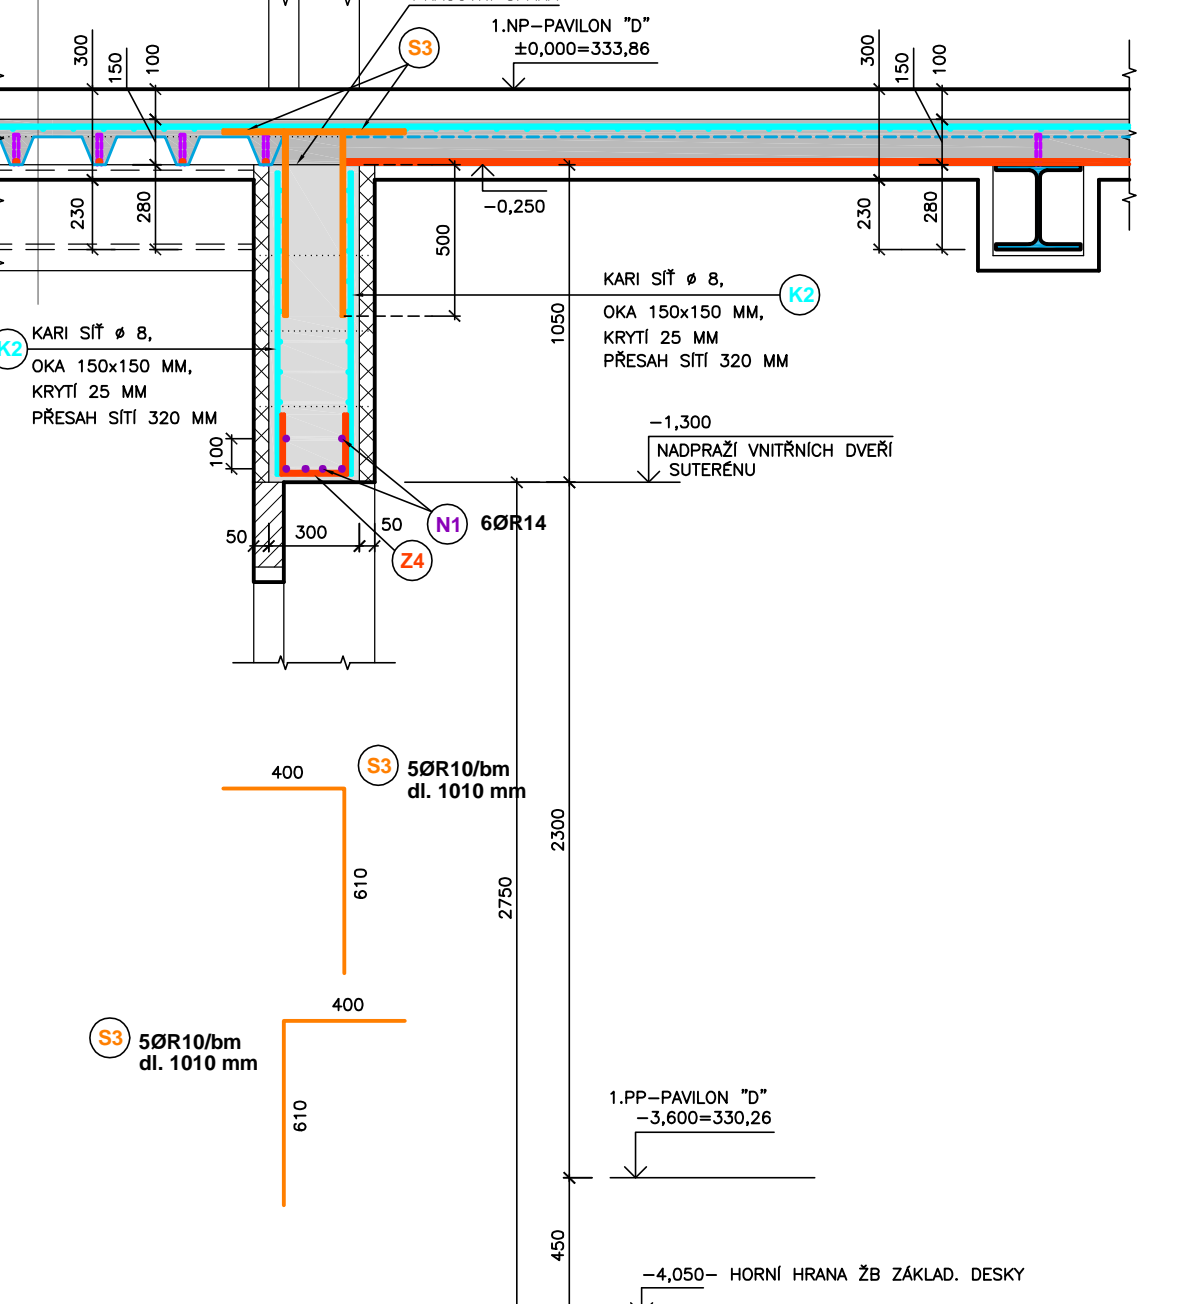 1.NP-PAVILON "D"
±0,000=333,86
S3
300
150
100
300
150
100
230
280
-0,250
500
230
280
KARI SÍŤ ø 8,
OKA 150x150 MM,
KRYTÍ 25 MM
PŘESAH SÍTÍ 320 MM
K2
1050
K2
KARI SÍŤ ø 8,
OKA 150x150 MM,
KRYTÍ 25 MM
PŘESAH SÍTÍ 320 MM
100
-1,300
NADPRAŽÍ VNITŘNÍCH DVEŘÍ
SUTERÉNU
50
300
50
N1
6ØR14
Z4
400
S3
5ØR10/bm
dl. 1010 mm
610
2300
2750
400
S3
5ØR10/bm
dl. 1010 mm
610
1.PP-PAVILON "D"
-3,600=330,26
450
-4,050- HORNÍ HRANA ŽB ZÁKLAD. DESKY